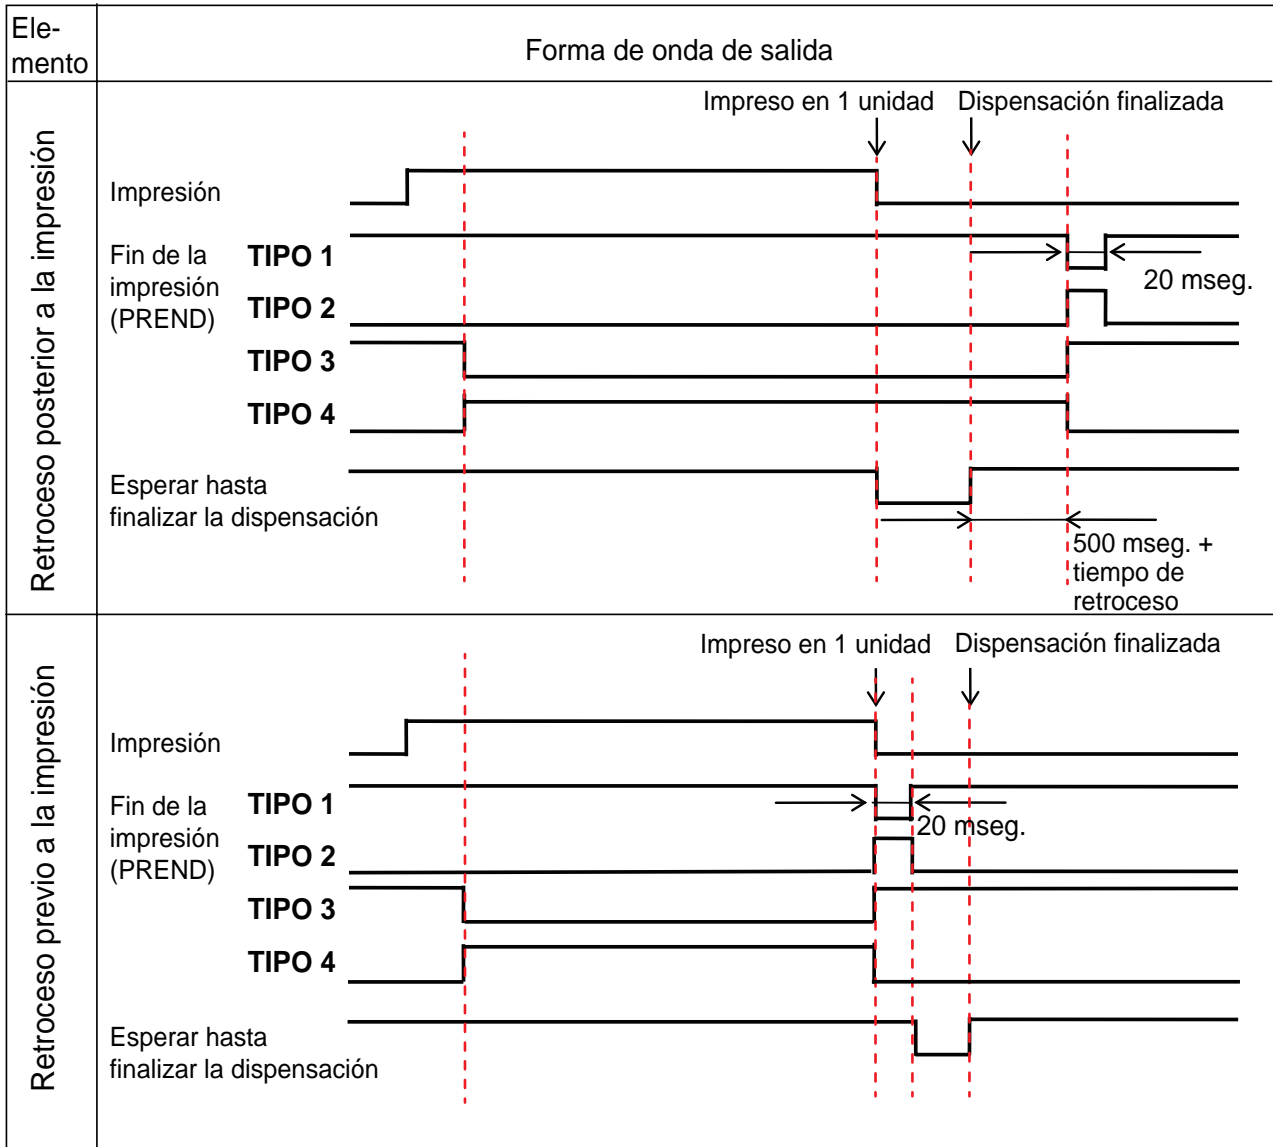 Ele-
mento
Forma de onda de salida
Retroceso posterior a la impresión
Impreso en 1 unidad
Dispensación finalizada
Impresión
Fin de la
impresión
(PREND)
TIPO 1
20 mseg.
TIPO 2
TIPO 3
TIPO 4
Esperar hasta
finalizar la dispensación
500 mseg. +
tiempo de
retroceso
Retroceso previo a la impresión
Impreso en 1 unidad
Dispensación finalizada
Impresión
Fin de la
impresión
(PREND)
TIPO 1
20 mseg.
TIPO 2
TIPO 3
TIPO 4
Esperar hasta
finalizar la dispensación